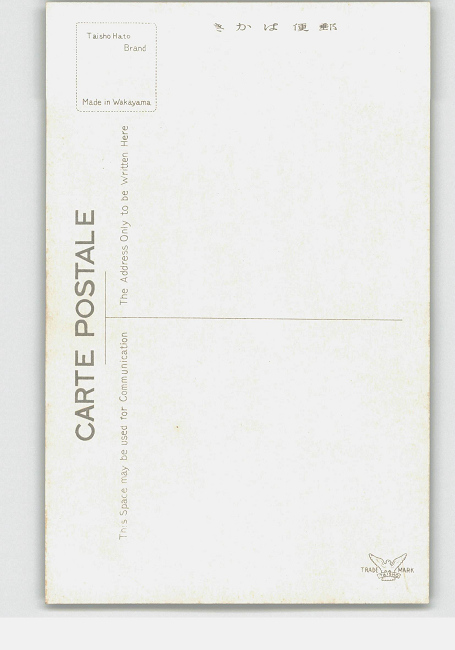 きかは便郵
Taisho Hato
Brand
Made in Wakayama
CARTE POSTALE
The Address Only to be Written Here
This Space may be used for Communication
TRADE MARK